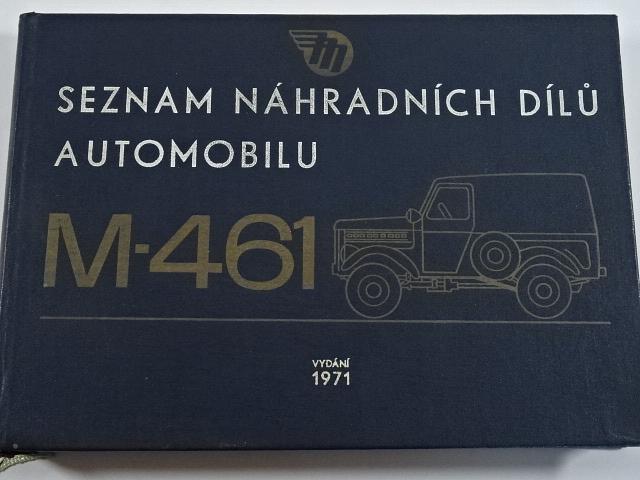 m
SEZNAM NÁHRADNÍCH DÍLŮ
AUTOMOBILU
M-461
VYDÁNÍ
1971